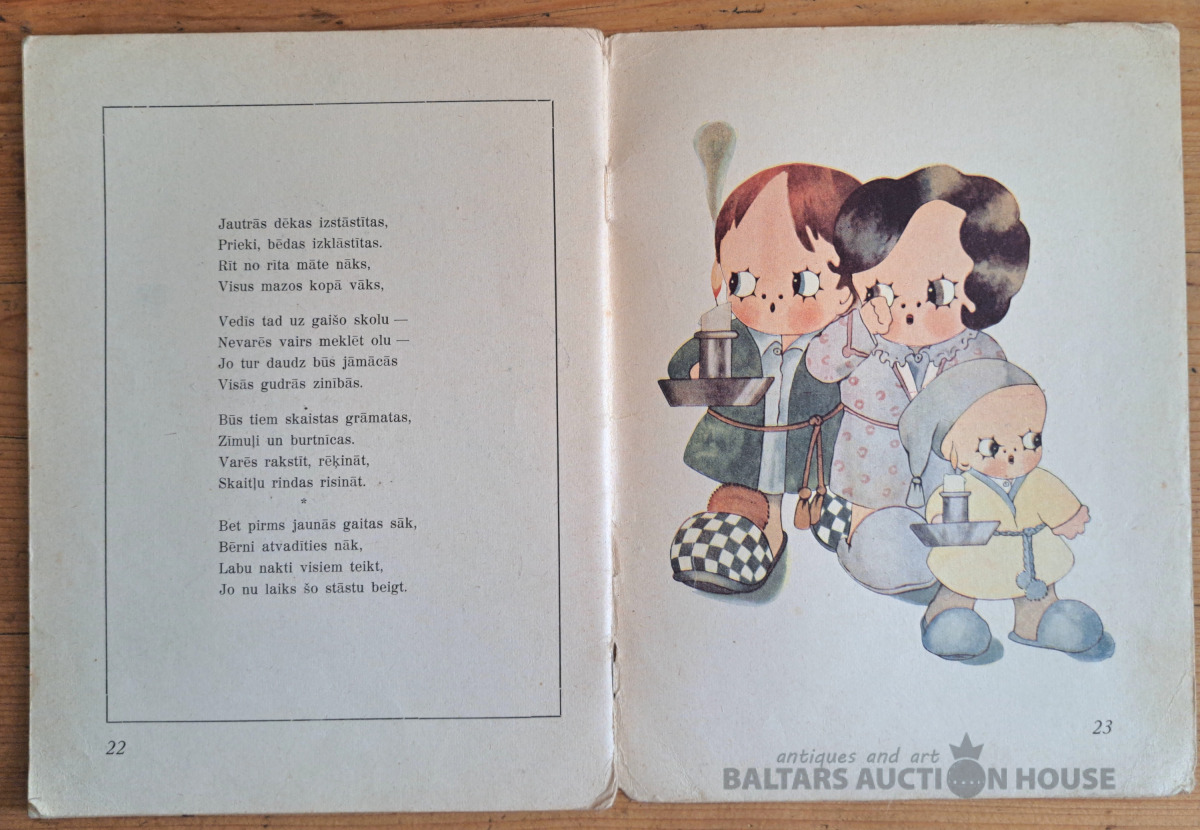 Jautrās dēkas izstāstītas,
Prieki, bēdas izklāstītas.
Rīt no rīta māte nāks,
Visus mazos kopā vāks,
Vedīs tad uz gaišo skolu —
Nevarēs vairs meklēt olu —
Jo tur daudz būs jāmācās
Visās gudrās zinībās.
Būs tiem skaistas grāmatas,
Zīmuļi un burtnīcas.
Varēs rakstīt, rēķināt,
Skaitļu rindas risināt.
*
Bet pirms jaunās gaitas sāk,
Bērni atvadīties nāk,
Labu nakti visiem teikt,
Jo nu laiks šo stāstu beigt.
22
23
antiques and art
BALTARS AUCTION HOUSE